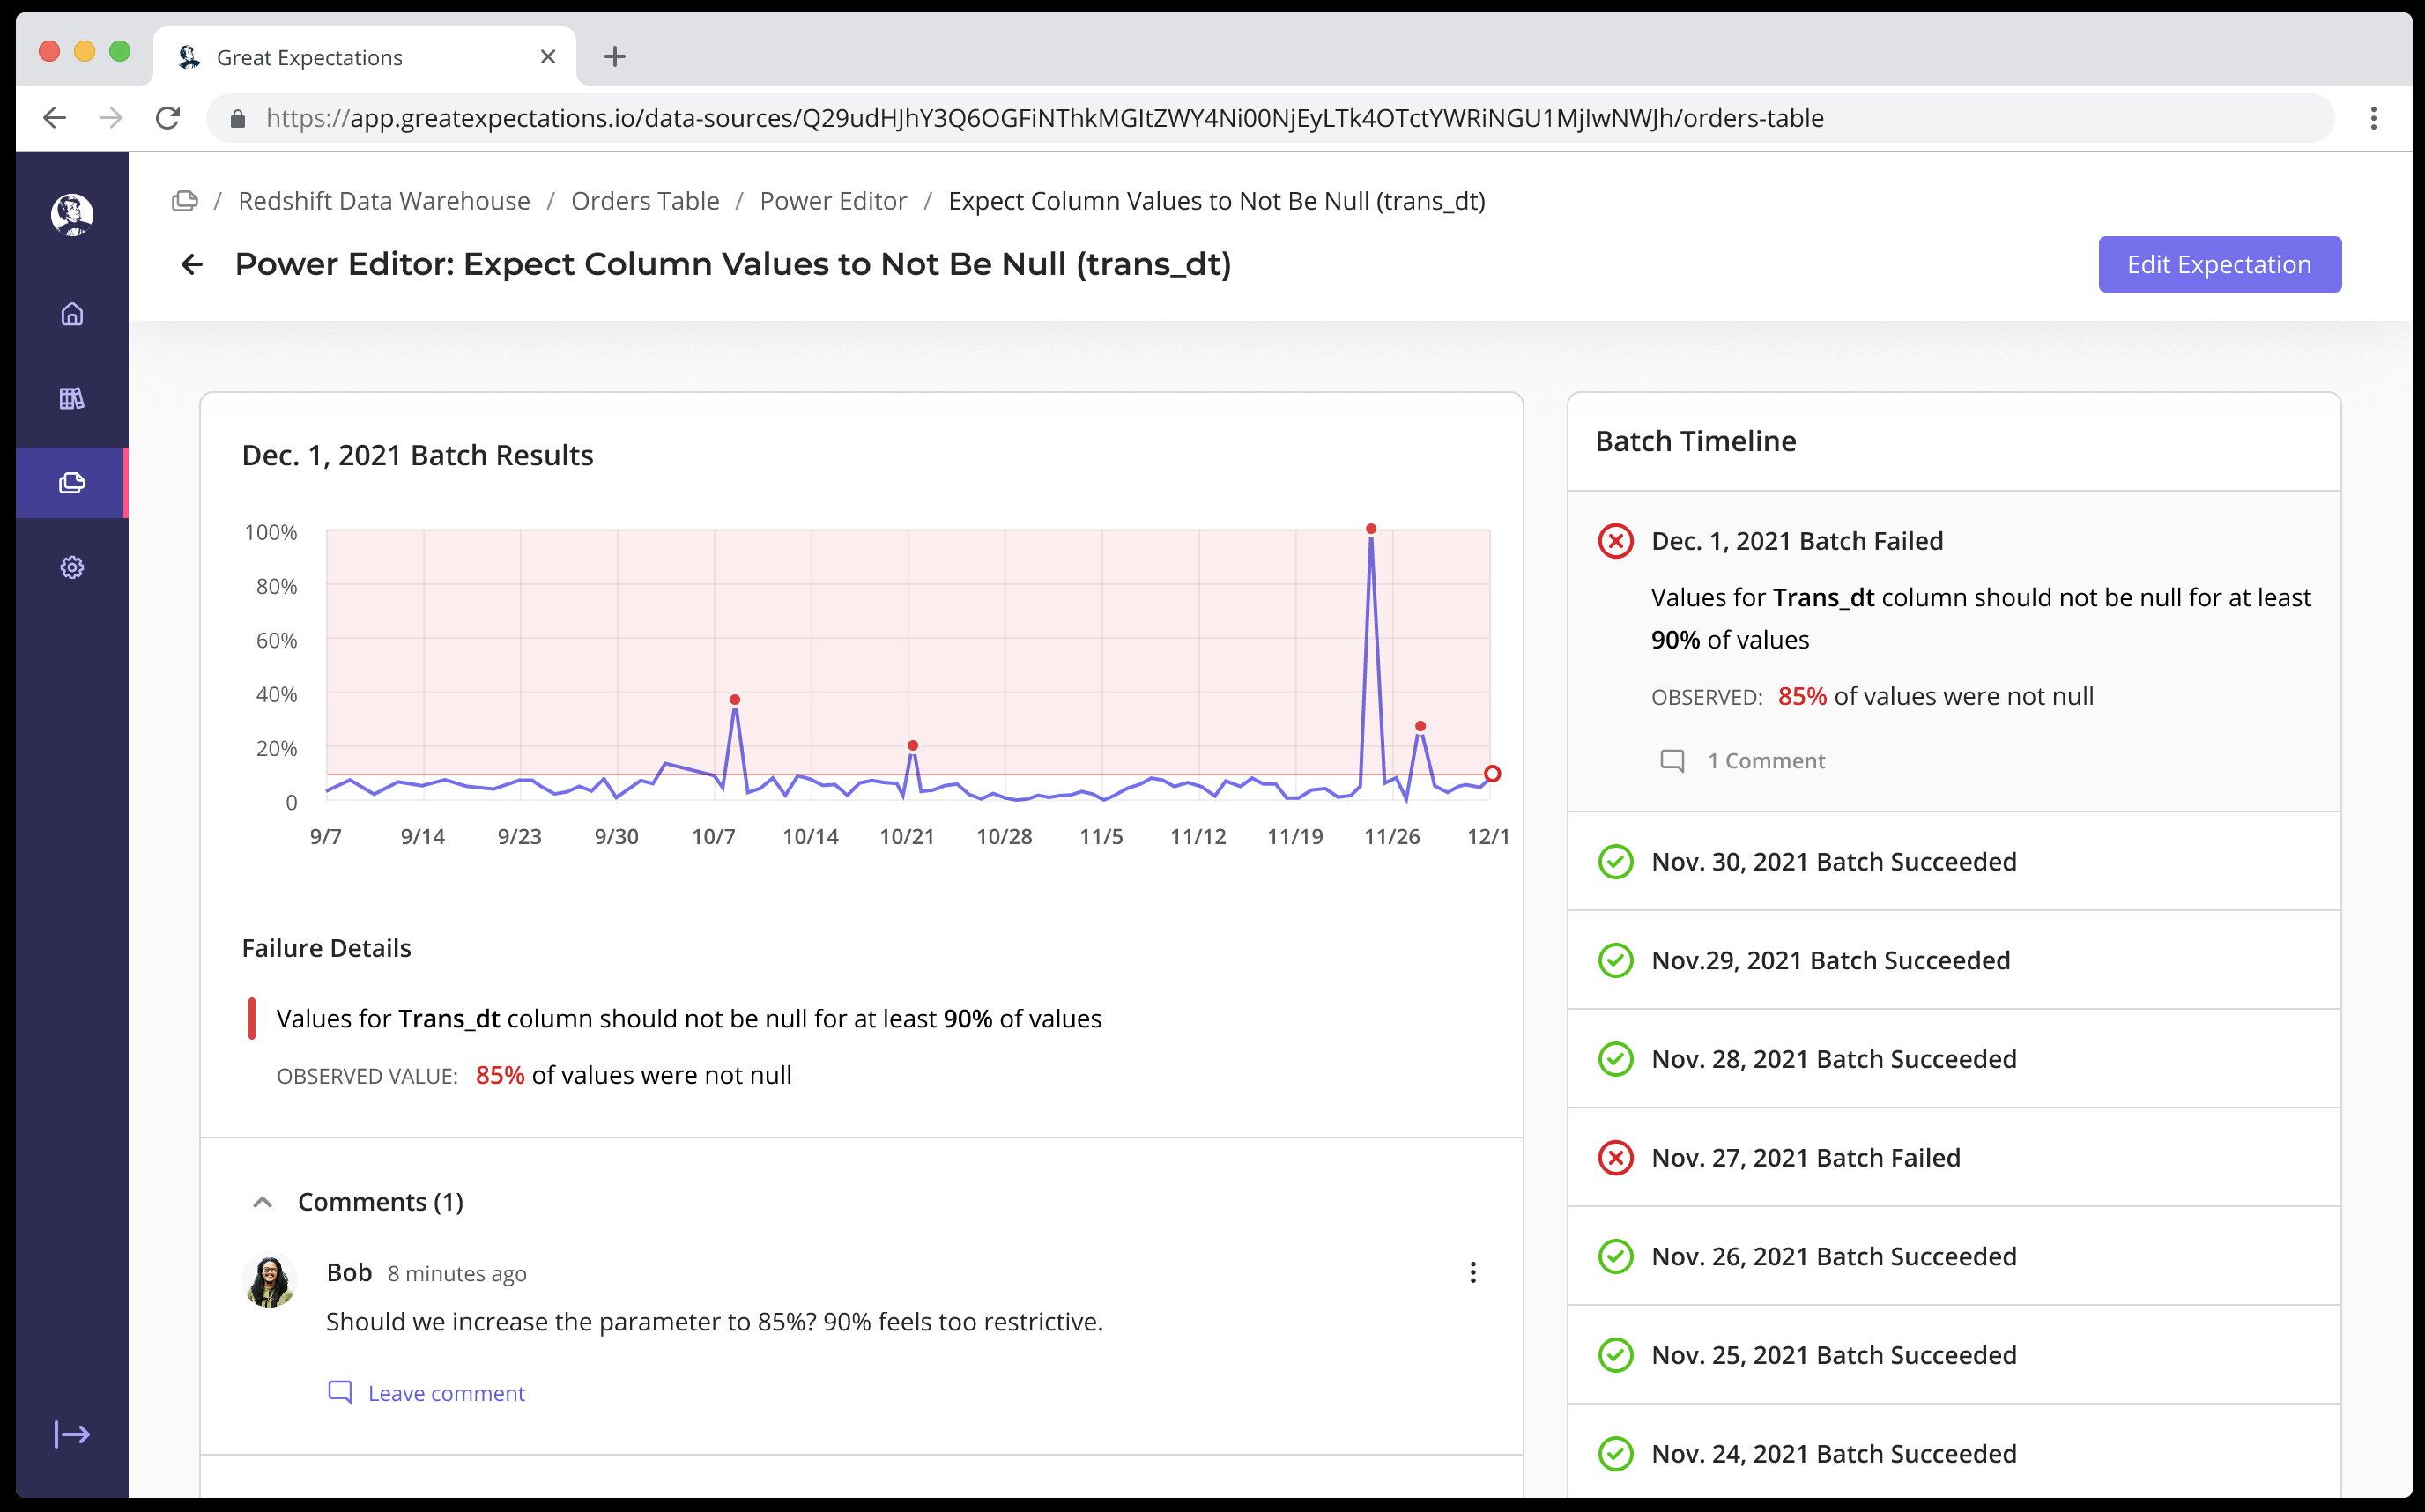 Great Expectations
https://app.greatexpectations.io/data-sources/Q29udHJhY3Q6OGFiNThkMGItZWY4Ni00NjEyLTk4OTctYWRiNGU1MjIwNWJh/orders-table
/ Redshift Data Warehouse / Orders Table / Power Editor / Expect Column Values to Not Be Null (trans_dt)
Power Editor: Expect Column Values to Not Be Null (trans_dt)
Edit Expectation
Dec. 1, 2021 Batch Results
100%
80%
60%
40%
20%
0
9/7 9/14 9/23 9/30 10/7 10/14 10/21 10/28 11/5 11/12 11/19 11/26 12/1
Failure Details
Values for Trans_dt column should not be null for at least 90% of values
OBSERVED VALUE: 85% of values were not null
Comments (1)
Bob 8 minutes ago
Should we increase the parameter to 85%? 90% feels too restrictive.
Leave comment
Batch Timeline
Dec. 1, 2021 Batch Failed
Values for Trans_dt column should not be null for at least
90% of values
OBSERVED: 85% of values were not null
1 Comment
Nov. 30, 2021 Batch Succeeded
Nov.29, 2021 Batch Succeeded
Nov. 28, 2021 Batch Succeeded
Nov. 27, 2021 Batch Failed
Nov. 26, 2021 Batch Succeeded
Nov. 25, 2021 Batch Succeeded
Nov. 24, 2021 Batch Succeeded